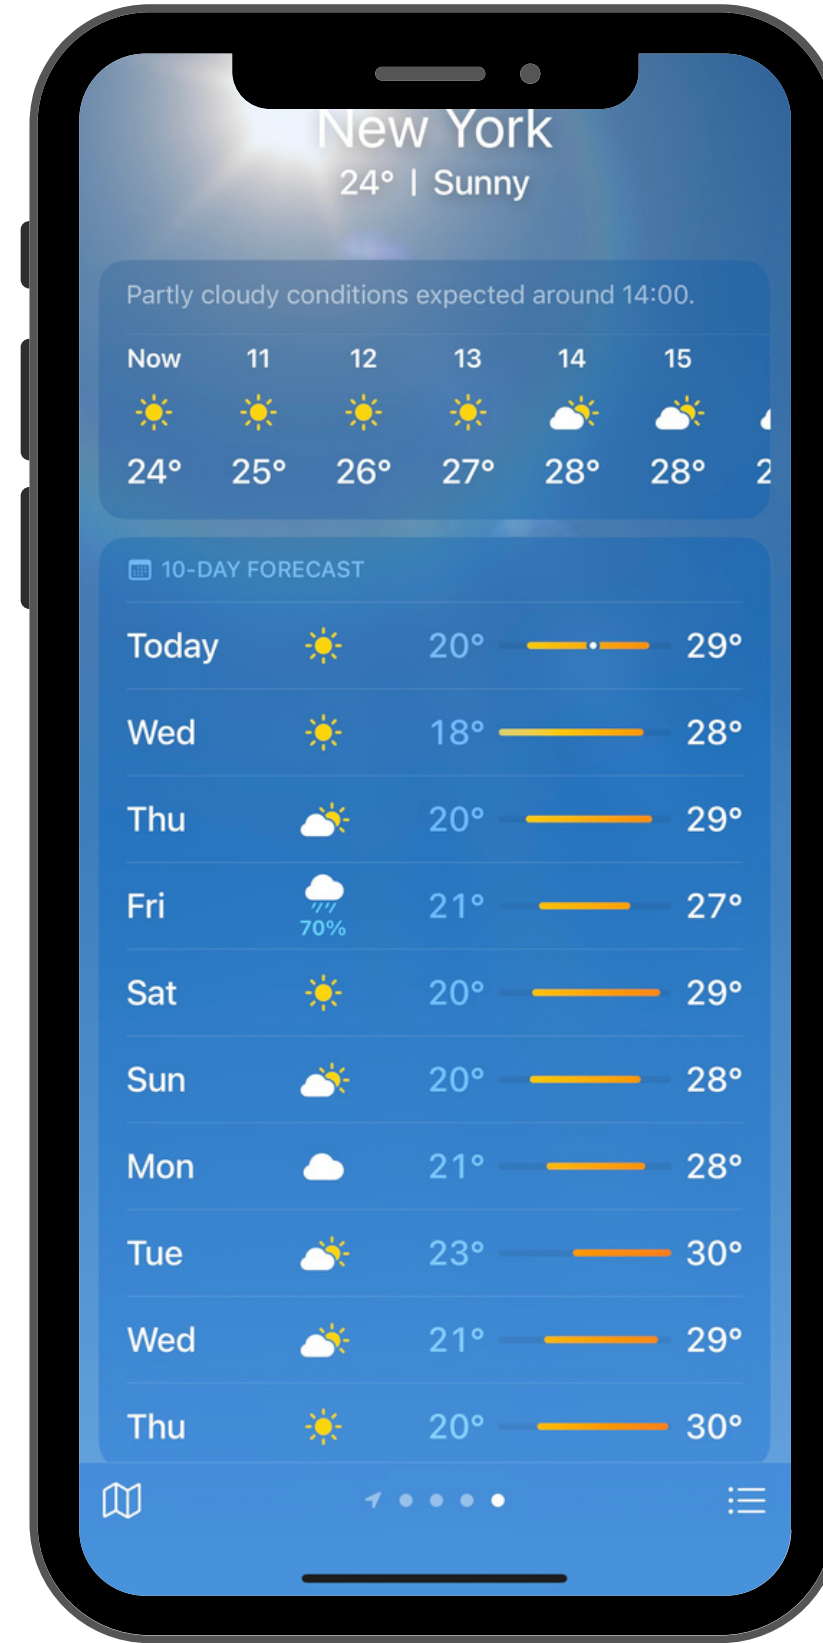 New York
24° | Sunny
Partly cloudy conditions expected around 14:00.
Now 11 12 13 14 15
24° 25° 26° 27° 28° 28° 2
10-DAY FORECAST
Today 20° 29°
Wed 18° 28°
Thu 20° 29°
Fri 70% 21° 27°
Sat 20° 29°
Sun 20° 28°
Mon 21° 28°
Tue 23° 30°
Wed 21° 29°
Thu 20° 30°